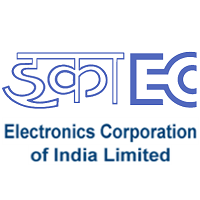 इका EC
Electronics Corporation
of India Limited